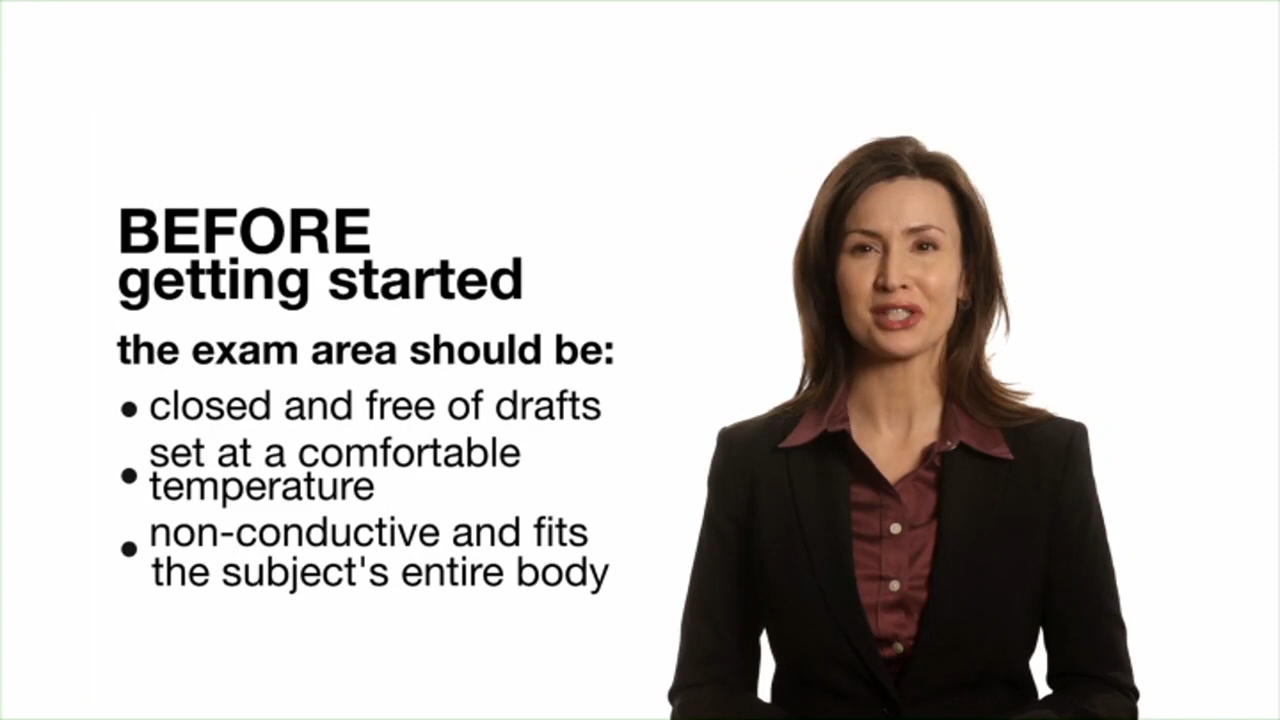 BEFORE
getting started
the exam area should be:
• closed and free of drafts
• set at a comfortable
temperature
• non-conductive and fits
the subject's entire body